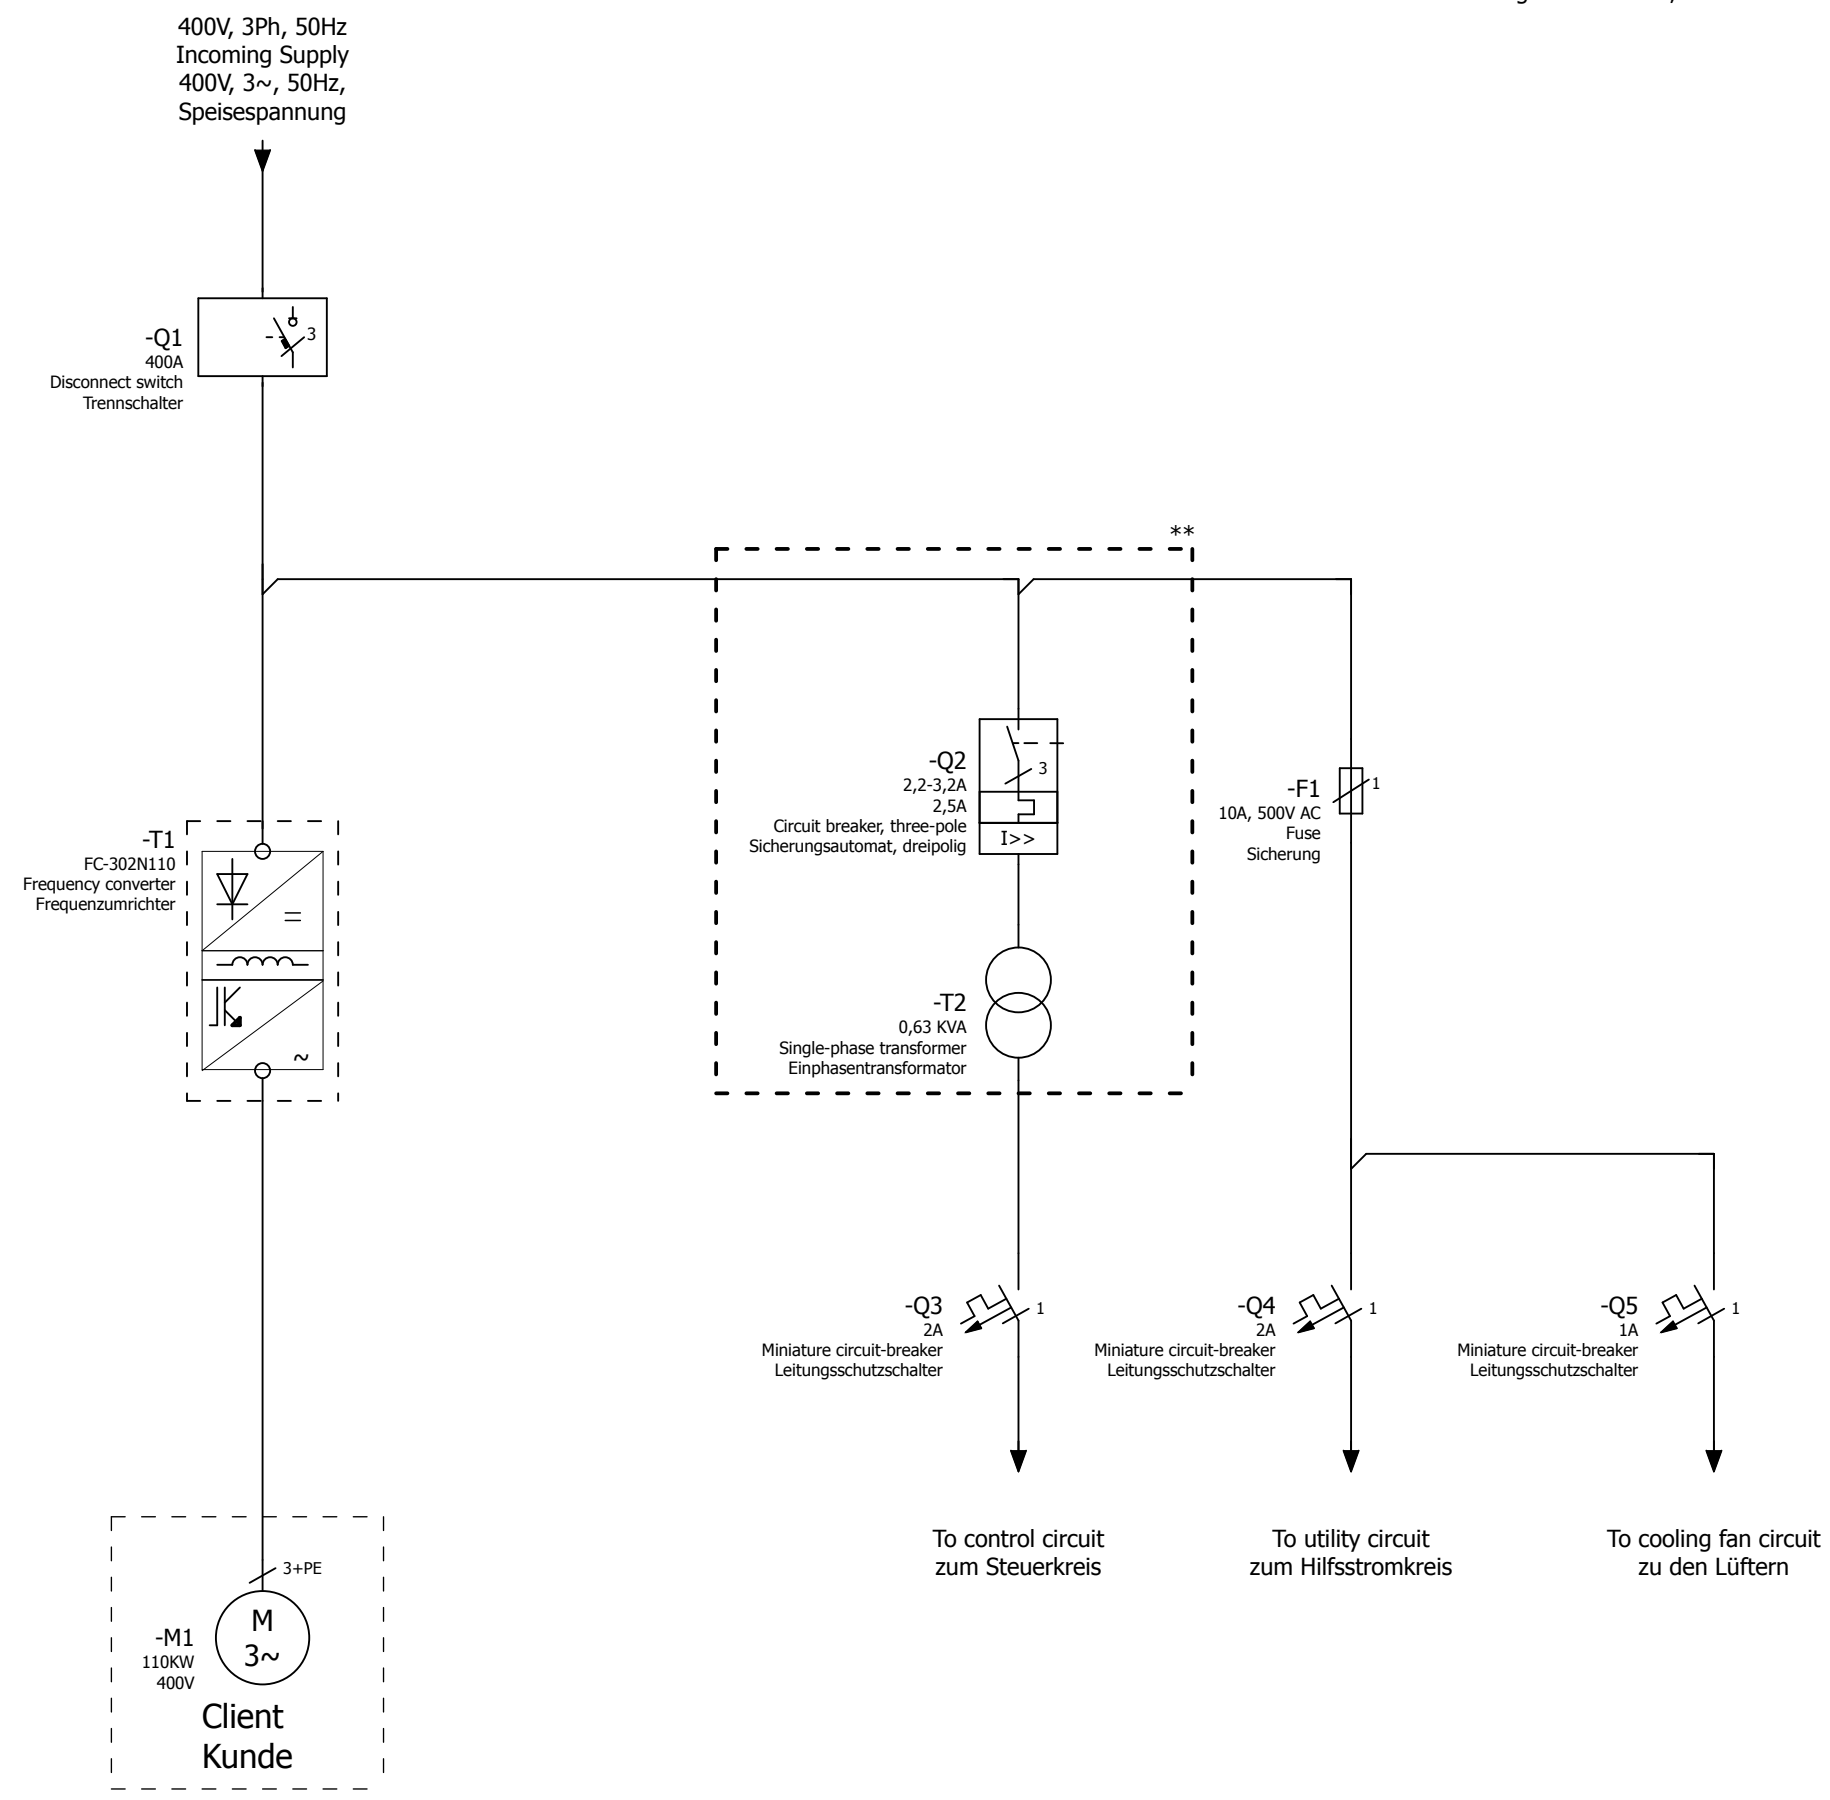 400V, 3Ph, 50Hz
Incoming Supply
400V, 3~, 50Hz,
Speisespannung
-Q1
400A
Disconnect switch
Trennschalter
3
**
-Q2
2,2-3,2A
2,5A
Circuit breaker, three-pole
Sicherungsautomat, dreipolig
3
I>>
-F1
10A, 500V AC
Fuse
Sicherung
1
-T1
FC-302N110
Frequency converter
Frequenzumrichter
=
~
-T2
0,63 KVA
Single-phase transformer
Einphasentransformator
-Q3
2A
Miniature circuit-breaker
Leitungsschutzschalter
1
-Q4
2A
Miniature circuit-breaker
Leitungsschutzschalter
1
-Q5
1A
Miniature circuit-breaker
Leitungsschutzschalter
1
To control circuit
zum Steuerkreis
To utility circuit
zum Hilfsstromkreis
To cooling fan circuit
zu den Lüftern
3+PE
M
3~
-M1
110KW
400V
Client
Kunde